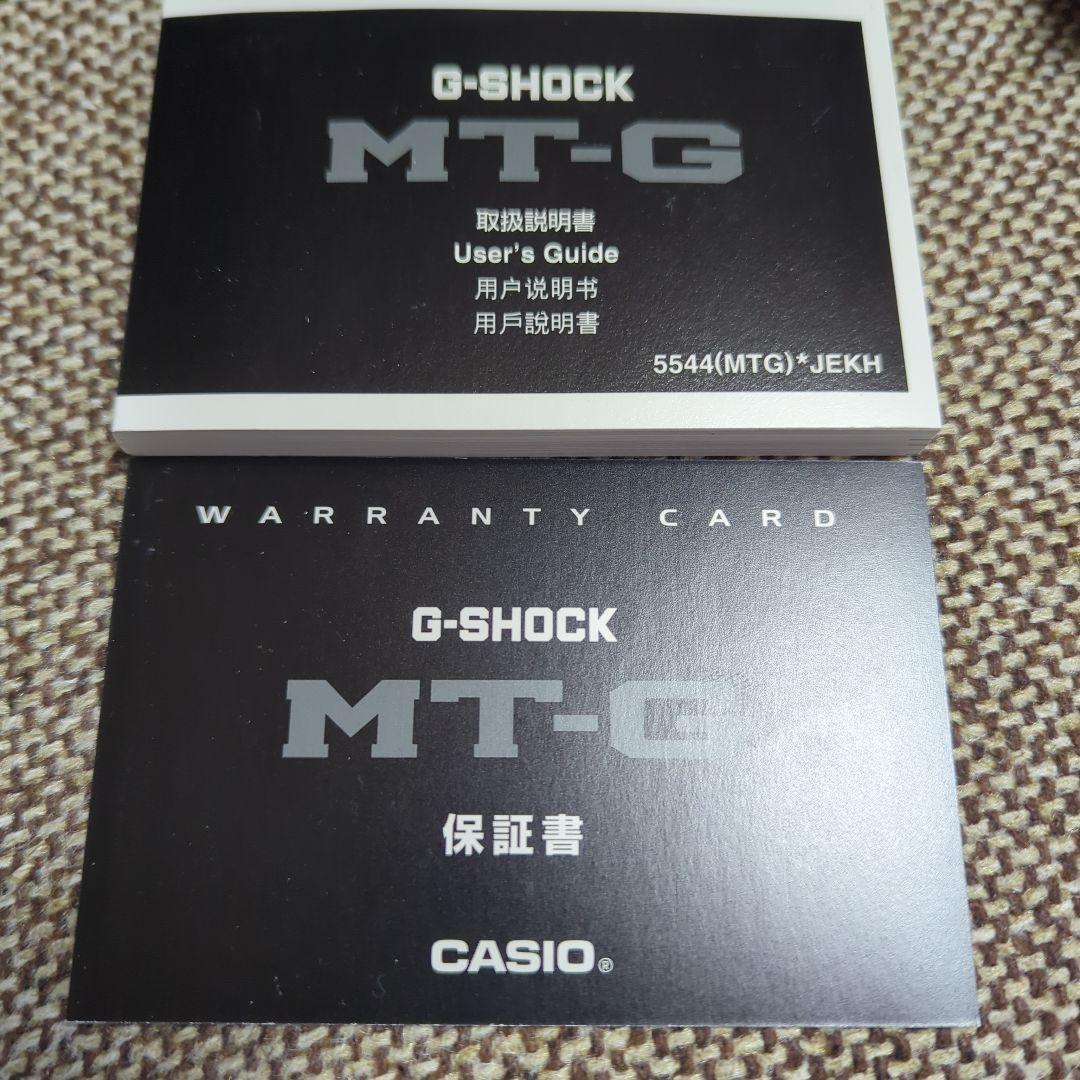 G-SHOCK
MT-G
取扱説明書
User's Guide
用户说明书
用戶說明書
5544(MTG)*JEKH
WARRANTY CARD
G-SHOCK
MT-G
保証書
CASIO®